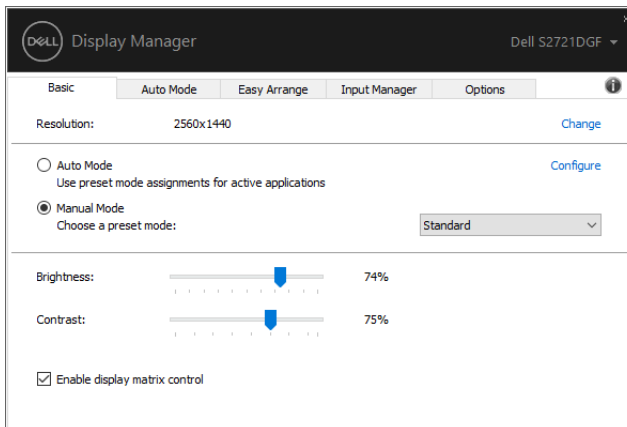 DELL Display Manager Dell S2721DGF
Basic Auto Mode Easy Arrange Input Manager Options
Resolution: 2560x1440 Change
Auto Mode Configure
Use preset mode assignments for active applications
Manual Mode
Choose a preset mode: Standard
Brightness: 74%
Contrast: 75%
Enable display matrix control